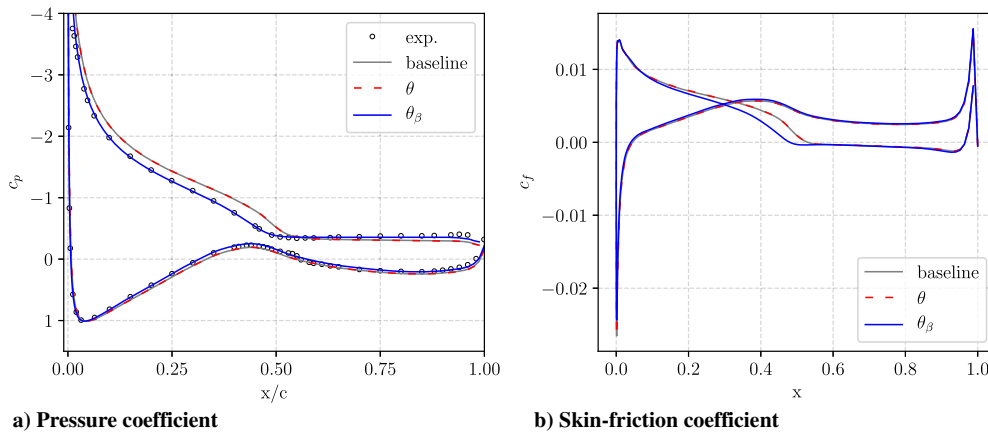 −4
−3
−2
−1
0
1
c_p
0.00 0.25 0.50 0.75 1.00
x/c
exp.
baseline
θ
θ_β
a) Pressure coefficient
0.01
0.00
−0.01
−0.02
c_f
0.0 0.2 0.4 0.6 0.8 1.0
x
baseline
θ
θ_β
b) Skin-friction coefficient